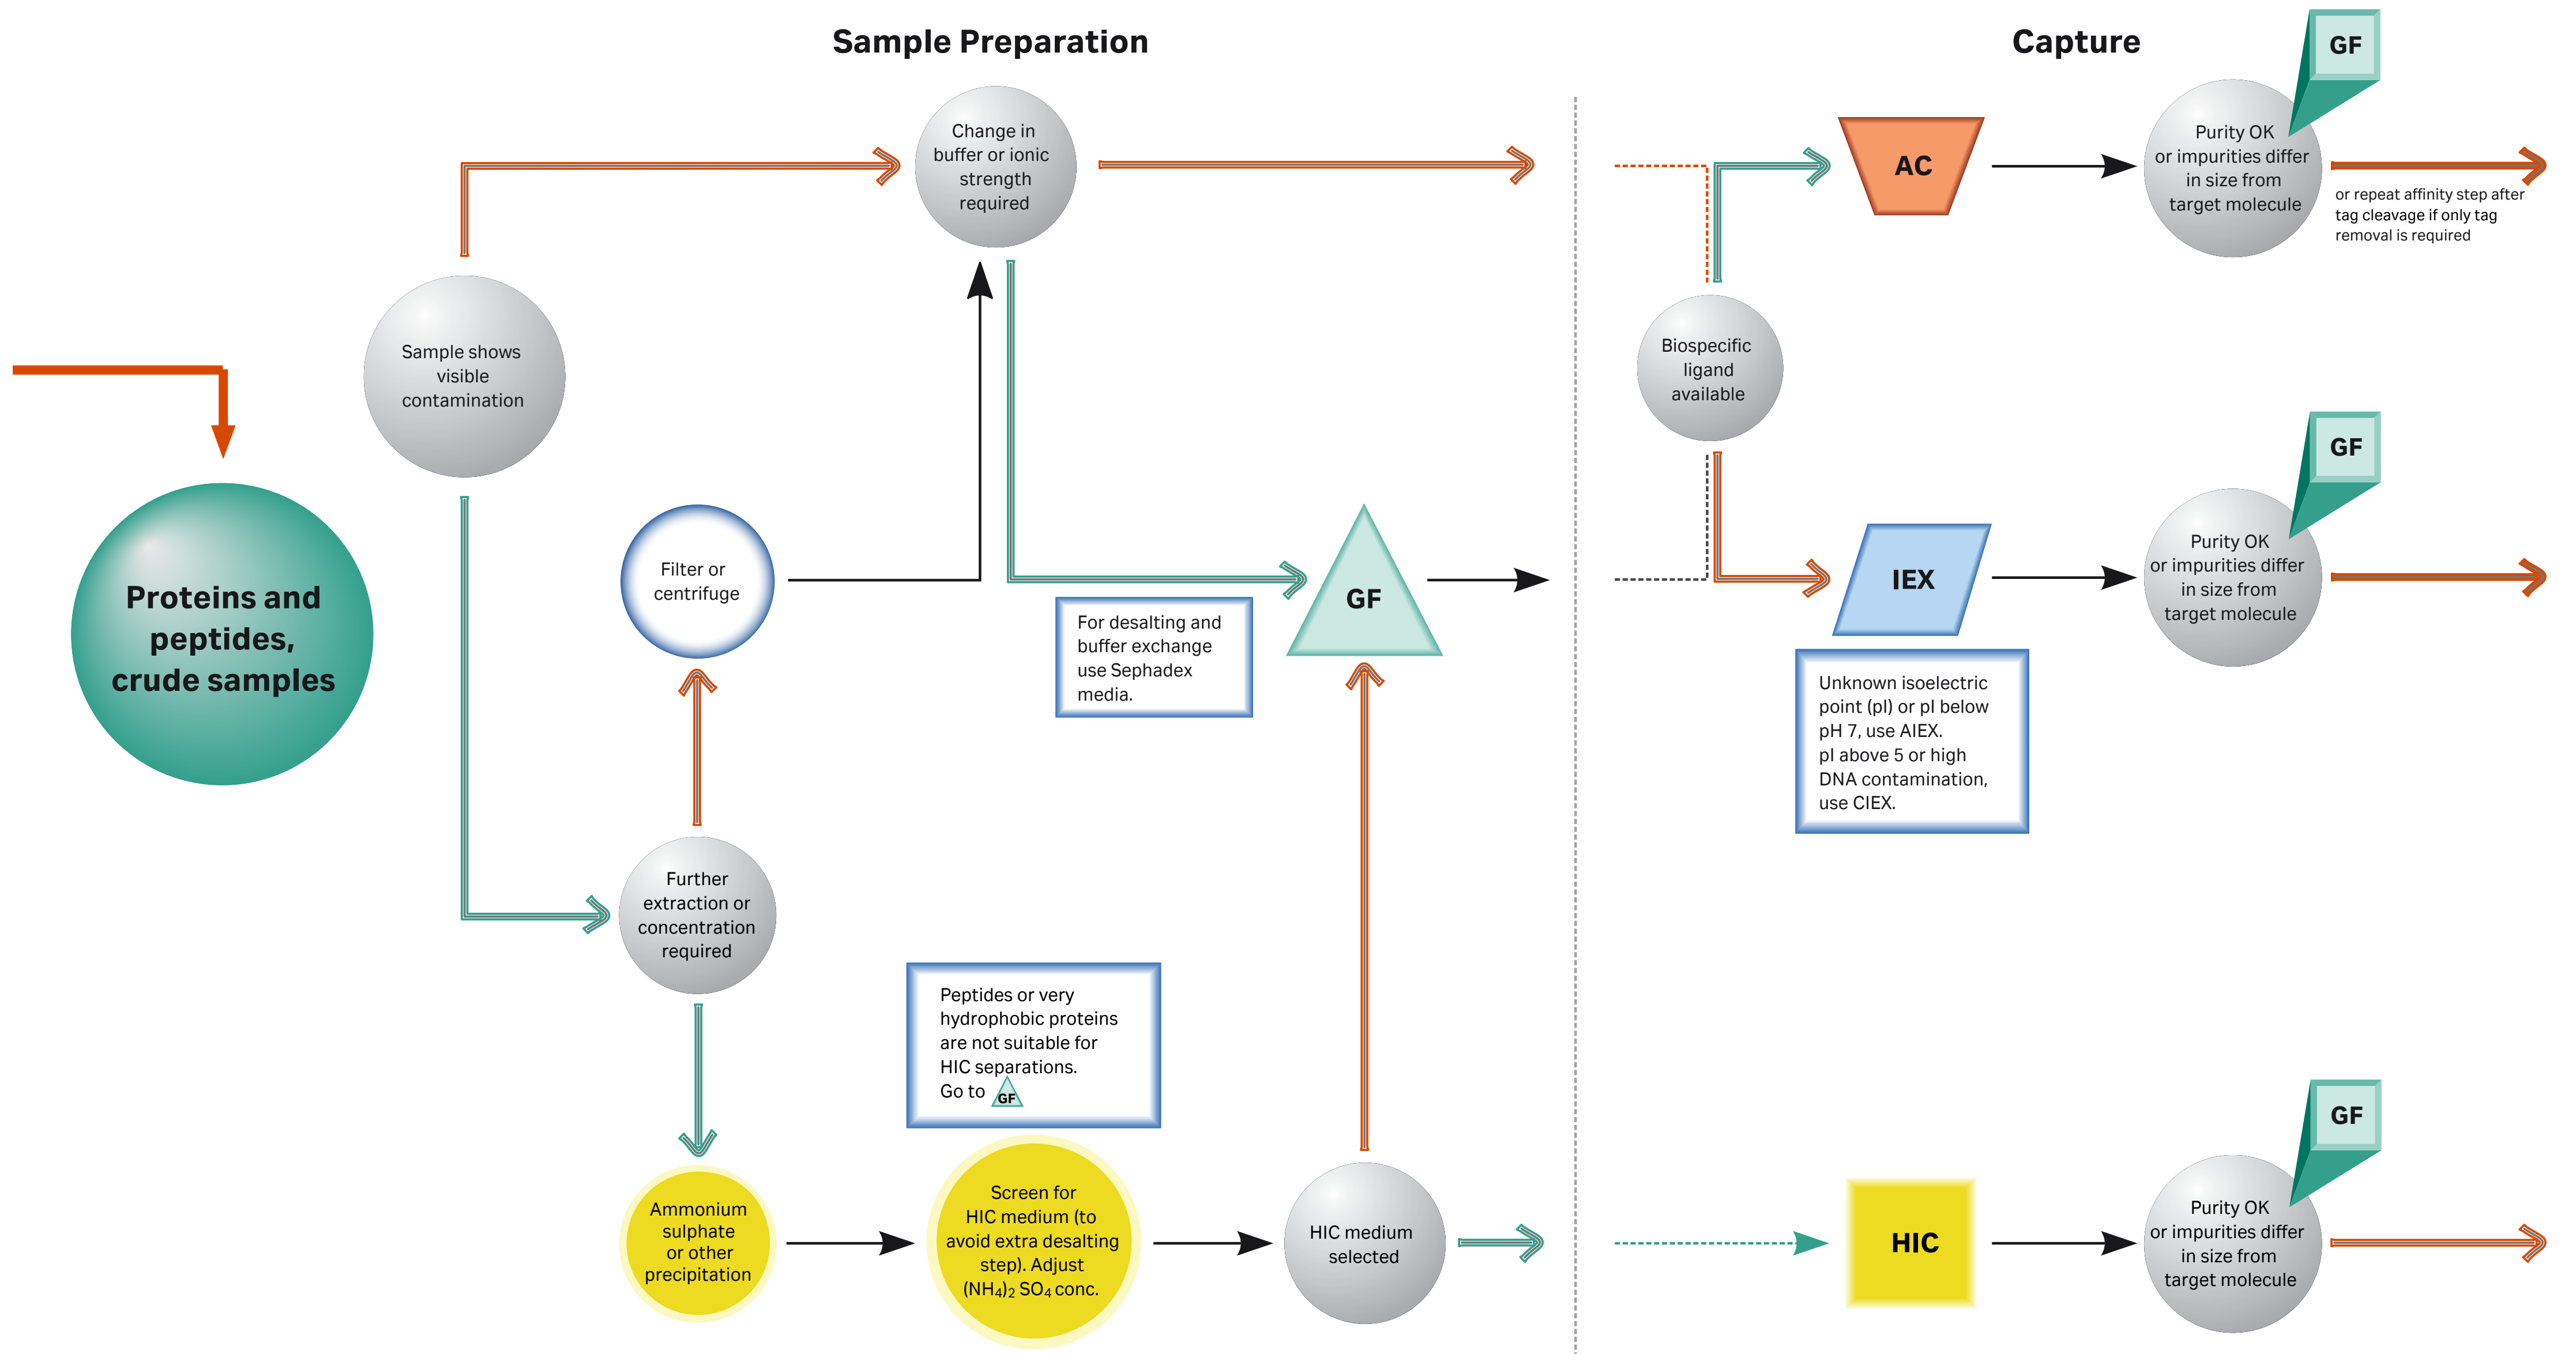 Sample Preparation
Capture
GF
Change in
buffer or ionic
strength
required
AC
Purity OK
or impurities differ
in size from
target molecule
or repeat affinity step after
tag cleavage if only tag
removal is required
Sample shows
visible
contamination
Biospecific
ligand
available
Proteins and
peptides,
crude samples
Filter or
centrifuge
For desalting and
buffer exchange
use Sephadex
media.
GF
IEX
GF
Purity OK
or impurities differ
in size from
target molecule
Unknown isoelectric
point (pI) or pI below
pH 7, use AIEX.
pI above 5 or high
DNA contamination,
use CIEX.
Further
extraction or
concentration
required
Peptides or very
hydrophobic proteins
are not suitable for
HIC separations.
Go to GF
Ammonium
sulphate
or other
precipitation
Screen for
HIC medium (to
avoid extra desalting
step). Adjust
(NH₄)₂ SO₄ conc.
HIC medium
selected
HIC
GF
Purity OK
or impurities differ
in size from
target molecule